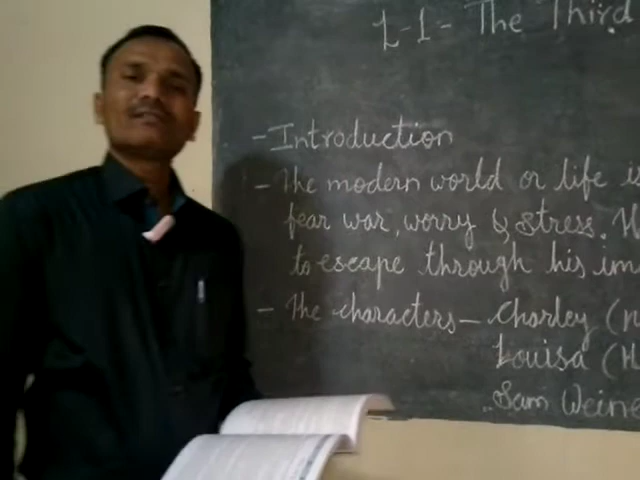 L-1- The Third
- Introduction
- The modern world or life is
fear war, worry & stress.
to escape through his im
- The characters - Charley (
Louisa (
Sam Weine